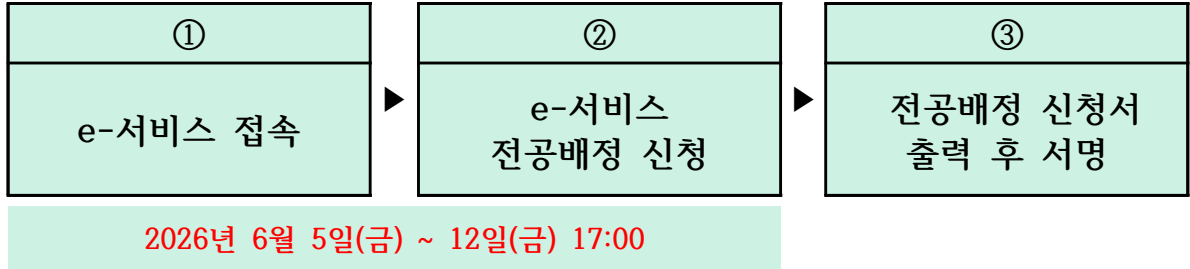 ①
e-서비스 접속
▶
②
e-서비스
전공배정 신청
▶
③
전공배정 신청서
출력 후 서명
2026년 6월 5일(금) ~ 12일(금) 17:00